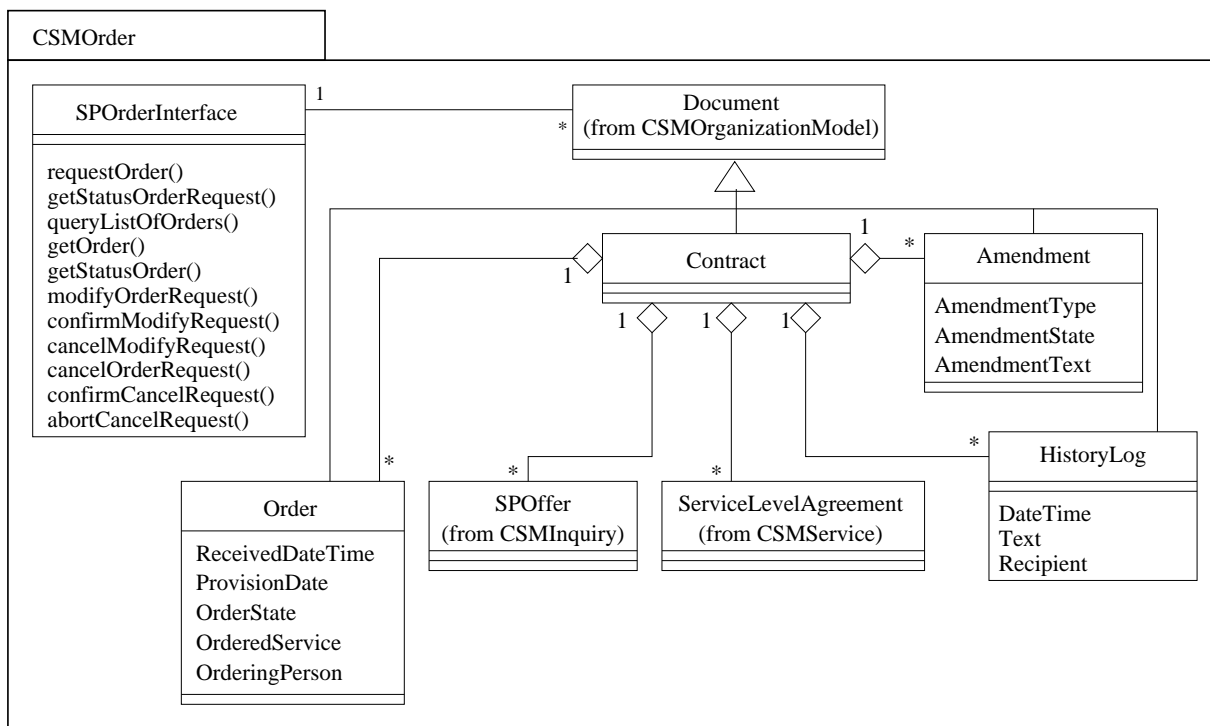 CSMOrder
SPOrderInterface
requestOrder()
getStatusOrderRequest()
queryListOfOrders()
getOrder()
getStatusOrder()
modifyOrderRequest()
confirmModifyRequest()
cancelModifyRequest()
cancelOrderRequest()
confirmCancelRequest()
abortCancelRequest()
1
*
Document
(from CSMOrganizationModel)
Contract
1
*
1
*
1
*
1
*
1
*
Amendment
AmendmentType
AmendmentState
AmendmentText
Order
ReceivedDateTime
ProvisionDate
OrderState
OrderedService
OrderingPerson
SPOffer
(from CSMInquiry)
ServiceLevelAgreement
(from CSMService)
HistoryLog
DateTime
Text
Recipient